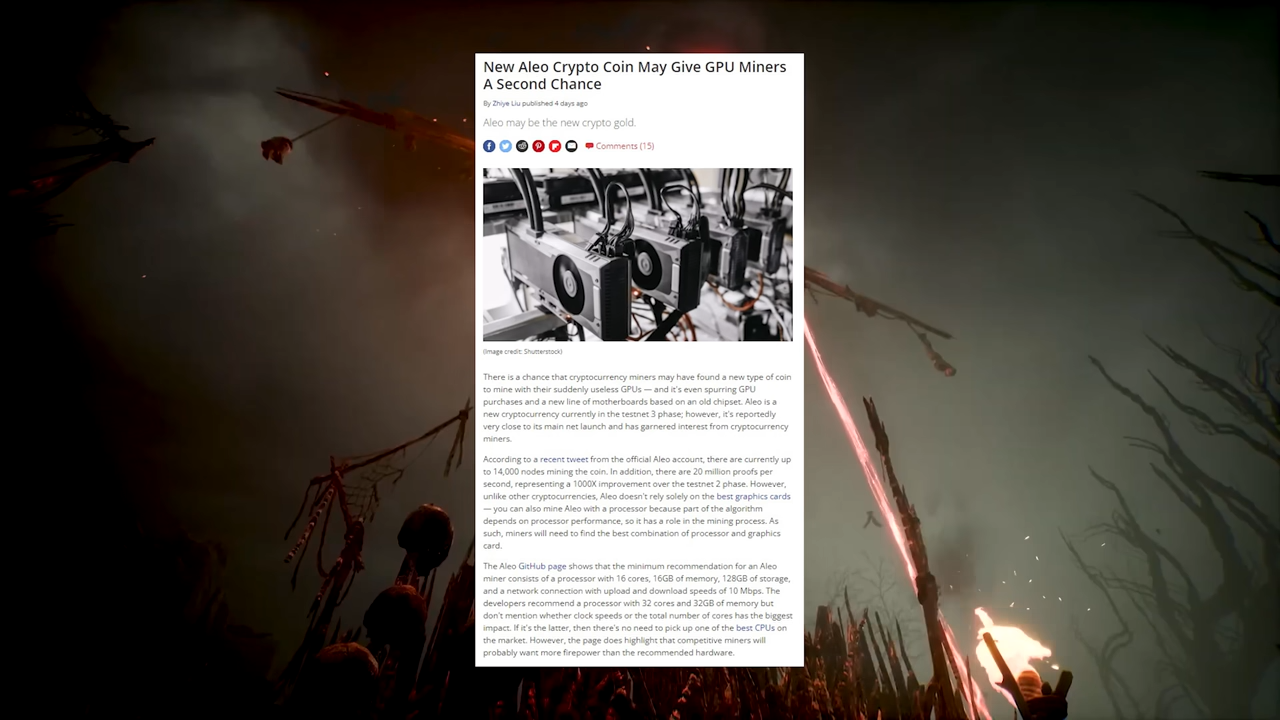 New Aleo Crypto Coin May Give GPU Miners
A Second Chance
By Zhiye Liu published 4 days ago
Aleo may be the new crypto gold.
Comments (15)
(Image credit: Shutterstock)
There is a chance that cryptocurrency miners may have found a new type of coin
to mine with their suddenly useless GPUs — and it's even spurring GPU
purchases and a new line of motherboards based on an old chipset. Aleo is a
new cryptocurrency currently in the testnet 3 phase; however, it's reportedly
very close to its main net launch and has garnered interest from cryptocurrency
miners.
According to a recent tweet from the official Aleo account, there are currently up
to 14,000 nodes mining the coin. In addition, there are 20 million proofs per
second, representing a 1000X improvement over the testnet 2 phase. However,
unlike other cryptocurrencies, Aleo doesn't rely solely on the best graphics cards
— you can also mine Aleo with a processor because part of the algorithm
depends on processor performance, so it has a role in the mining process. As
such, miners will need to find the best combination of processor and graphics
card.
The Aleo GitHub page shows that the minimum recommendation for an Aleo
miner consists of a processor with 16 cores, 16GB of memory, 128GB of storage,
and a network connection with upload and download speeds of 10 Mbps. The
developers recommend a processor with 32 cores and 32GB of memory but
don't mention whether clock speeds or the total number of cores has the biggest
impact. If it's the latter, then there's no need to pick up one of the best CPUs on
the market. However, the page does highlight that competitive miners will
probably want more firepower than the recommended hardware.